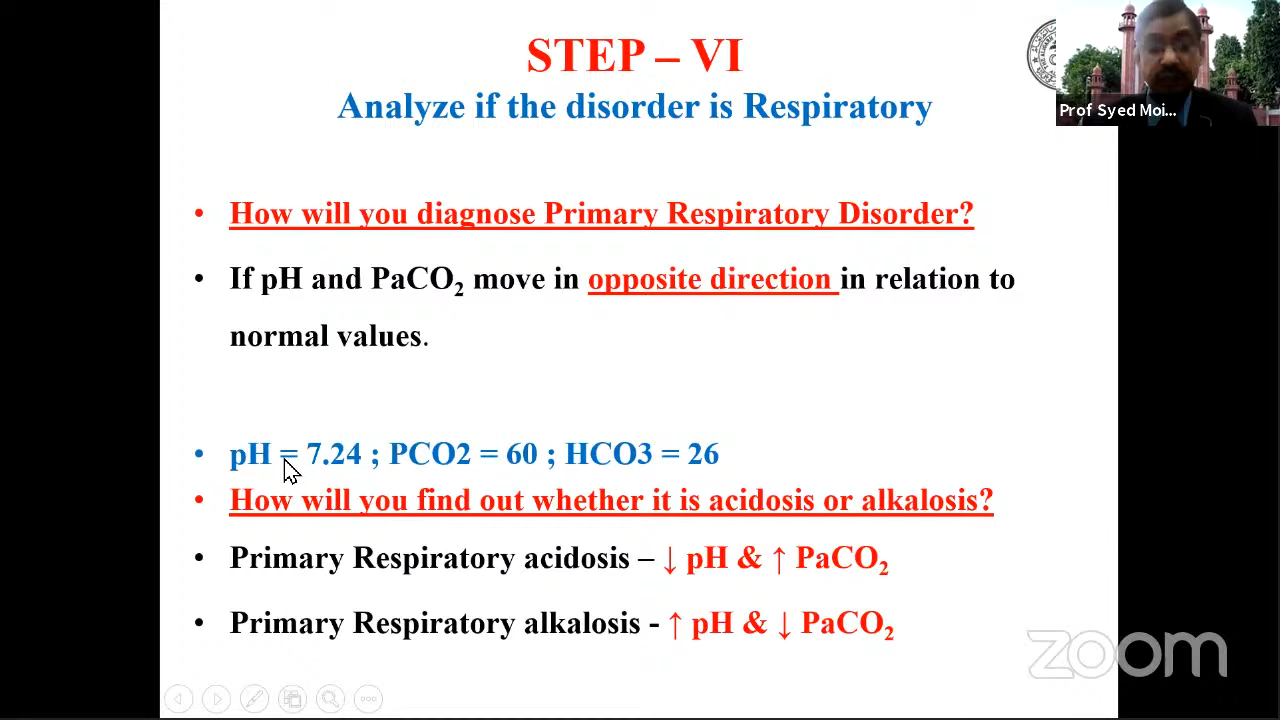 STEP – VI
Analyze if the disorder is Respiratory
Prof Syed Moi...
• How will you diagnose Primary Respiratory Disorder?
• If pH and PaCO₂ move in opposite direction in relation to
normal values.
• pH = 7.24 ; PCO2 = 60 ; HCO3 = 26
• How will you find out whether it is acidosis or alkalosis?
• Primary Respiratory acidosis – ↓ pH & ↑ PaCO₂
• Primary Respiratory alkalosis - ↑ pH & ↓ PaCO₂
zoom